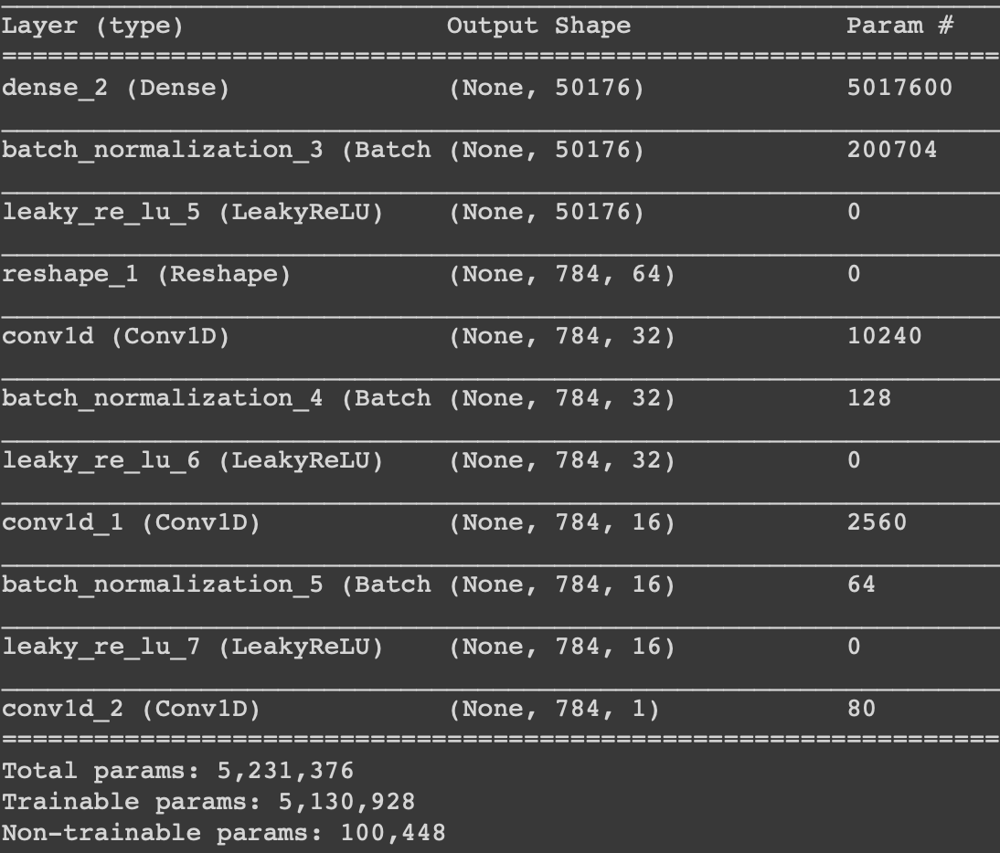 Layer (type) Output Shape Param #
=================================================================
dense_2 (Dense) (None, 50176) 5017600
_________________________________________________________________
batch_normalization_3 (Batch (None, 50176) 200704
_________________________________________________________________
leaky_re_lu_5 (LeakyReLU) (None, 50176) 0
_________________________________________________________________
reshape_1 (Reshape) (None, 784, 64) 0
_________________________________________________________________
conv1d (Conv1D) (None, 784, 32) 10240
_________________________________________________________________
batch_normalization_4 (Batch (None, 784, 32) 128
_________________________________________________________________
leaky_re_lu_6 (LeakyReLU) (None, 784, 32) 0
_________________________________________________________________
conv1d_1 (Conv1D) (None, 784, 16) 2560
_________________________________________________________________
batch_normalization_5 (Batch (None, 784, 16) 64
_________________________________________________________________
leaky_re_lu_7 (LeakyReLU) (None, 784, 16) 0
_________________________________________________________________
conv1d_2 (Conv1D) (None, 784, 1) 80
=================================================================
Total params: 5,231,376
Trainable params: 5,130,928
Non-trainable params: 100,448